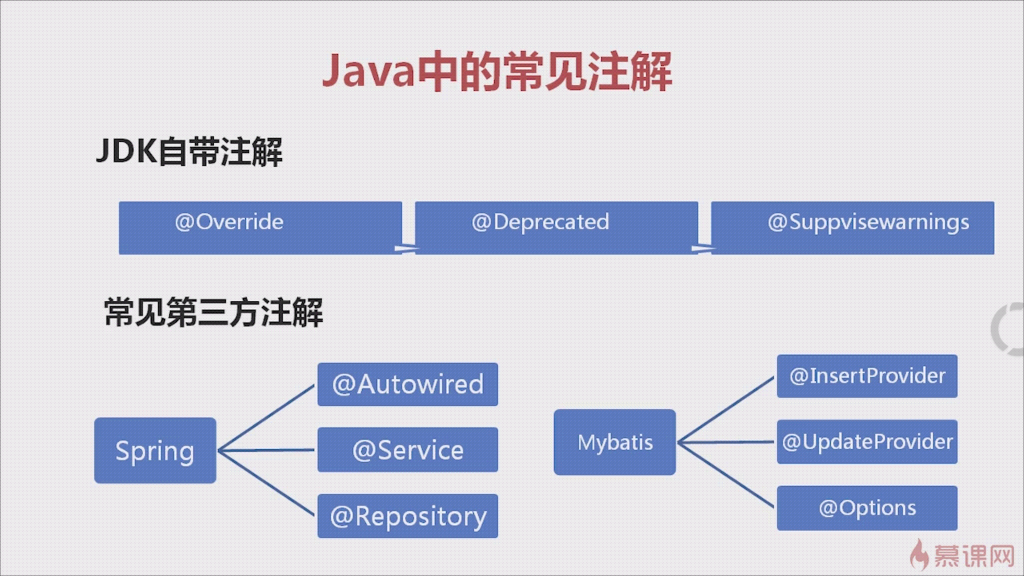 Java中的常见注解
JDK自带注解
@Override
@Deprecated
@Suppvisewarnings
常见第三方注解
Spring
@Autowired
@Service
@Repository
Mybatis
@InsertProvider
@UpdateProvider
@Options
慕课网